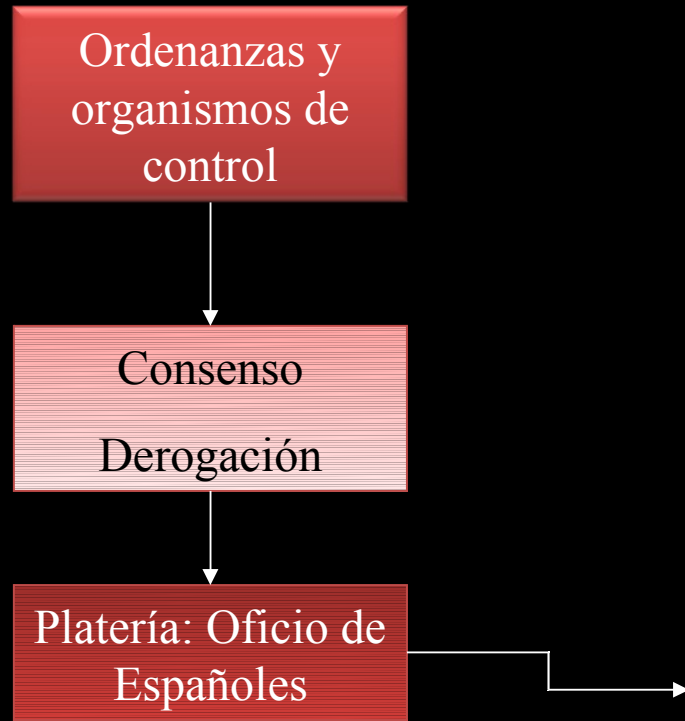 Ordenanzas y
organismos de
control
Consenso
Derogación
Platería: Oficio de
Españoles